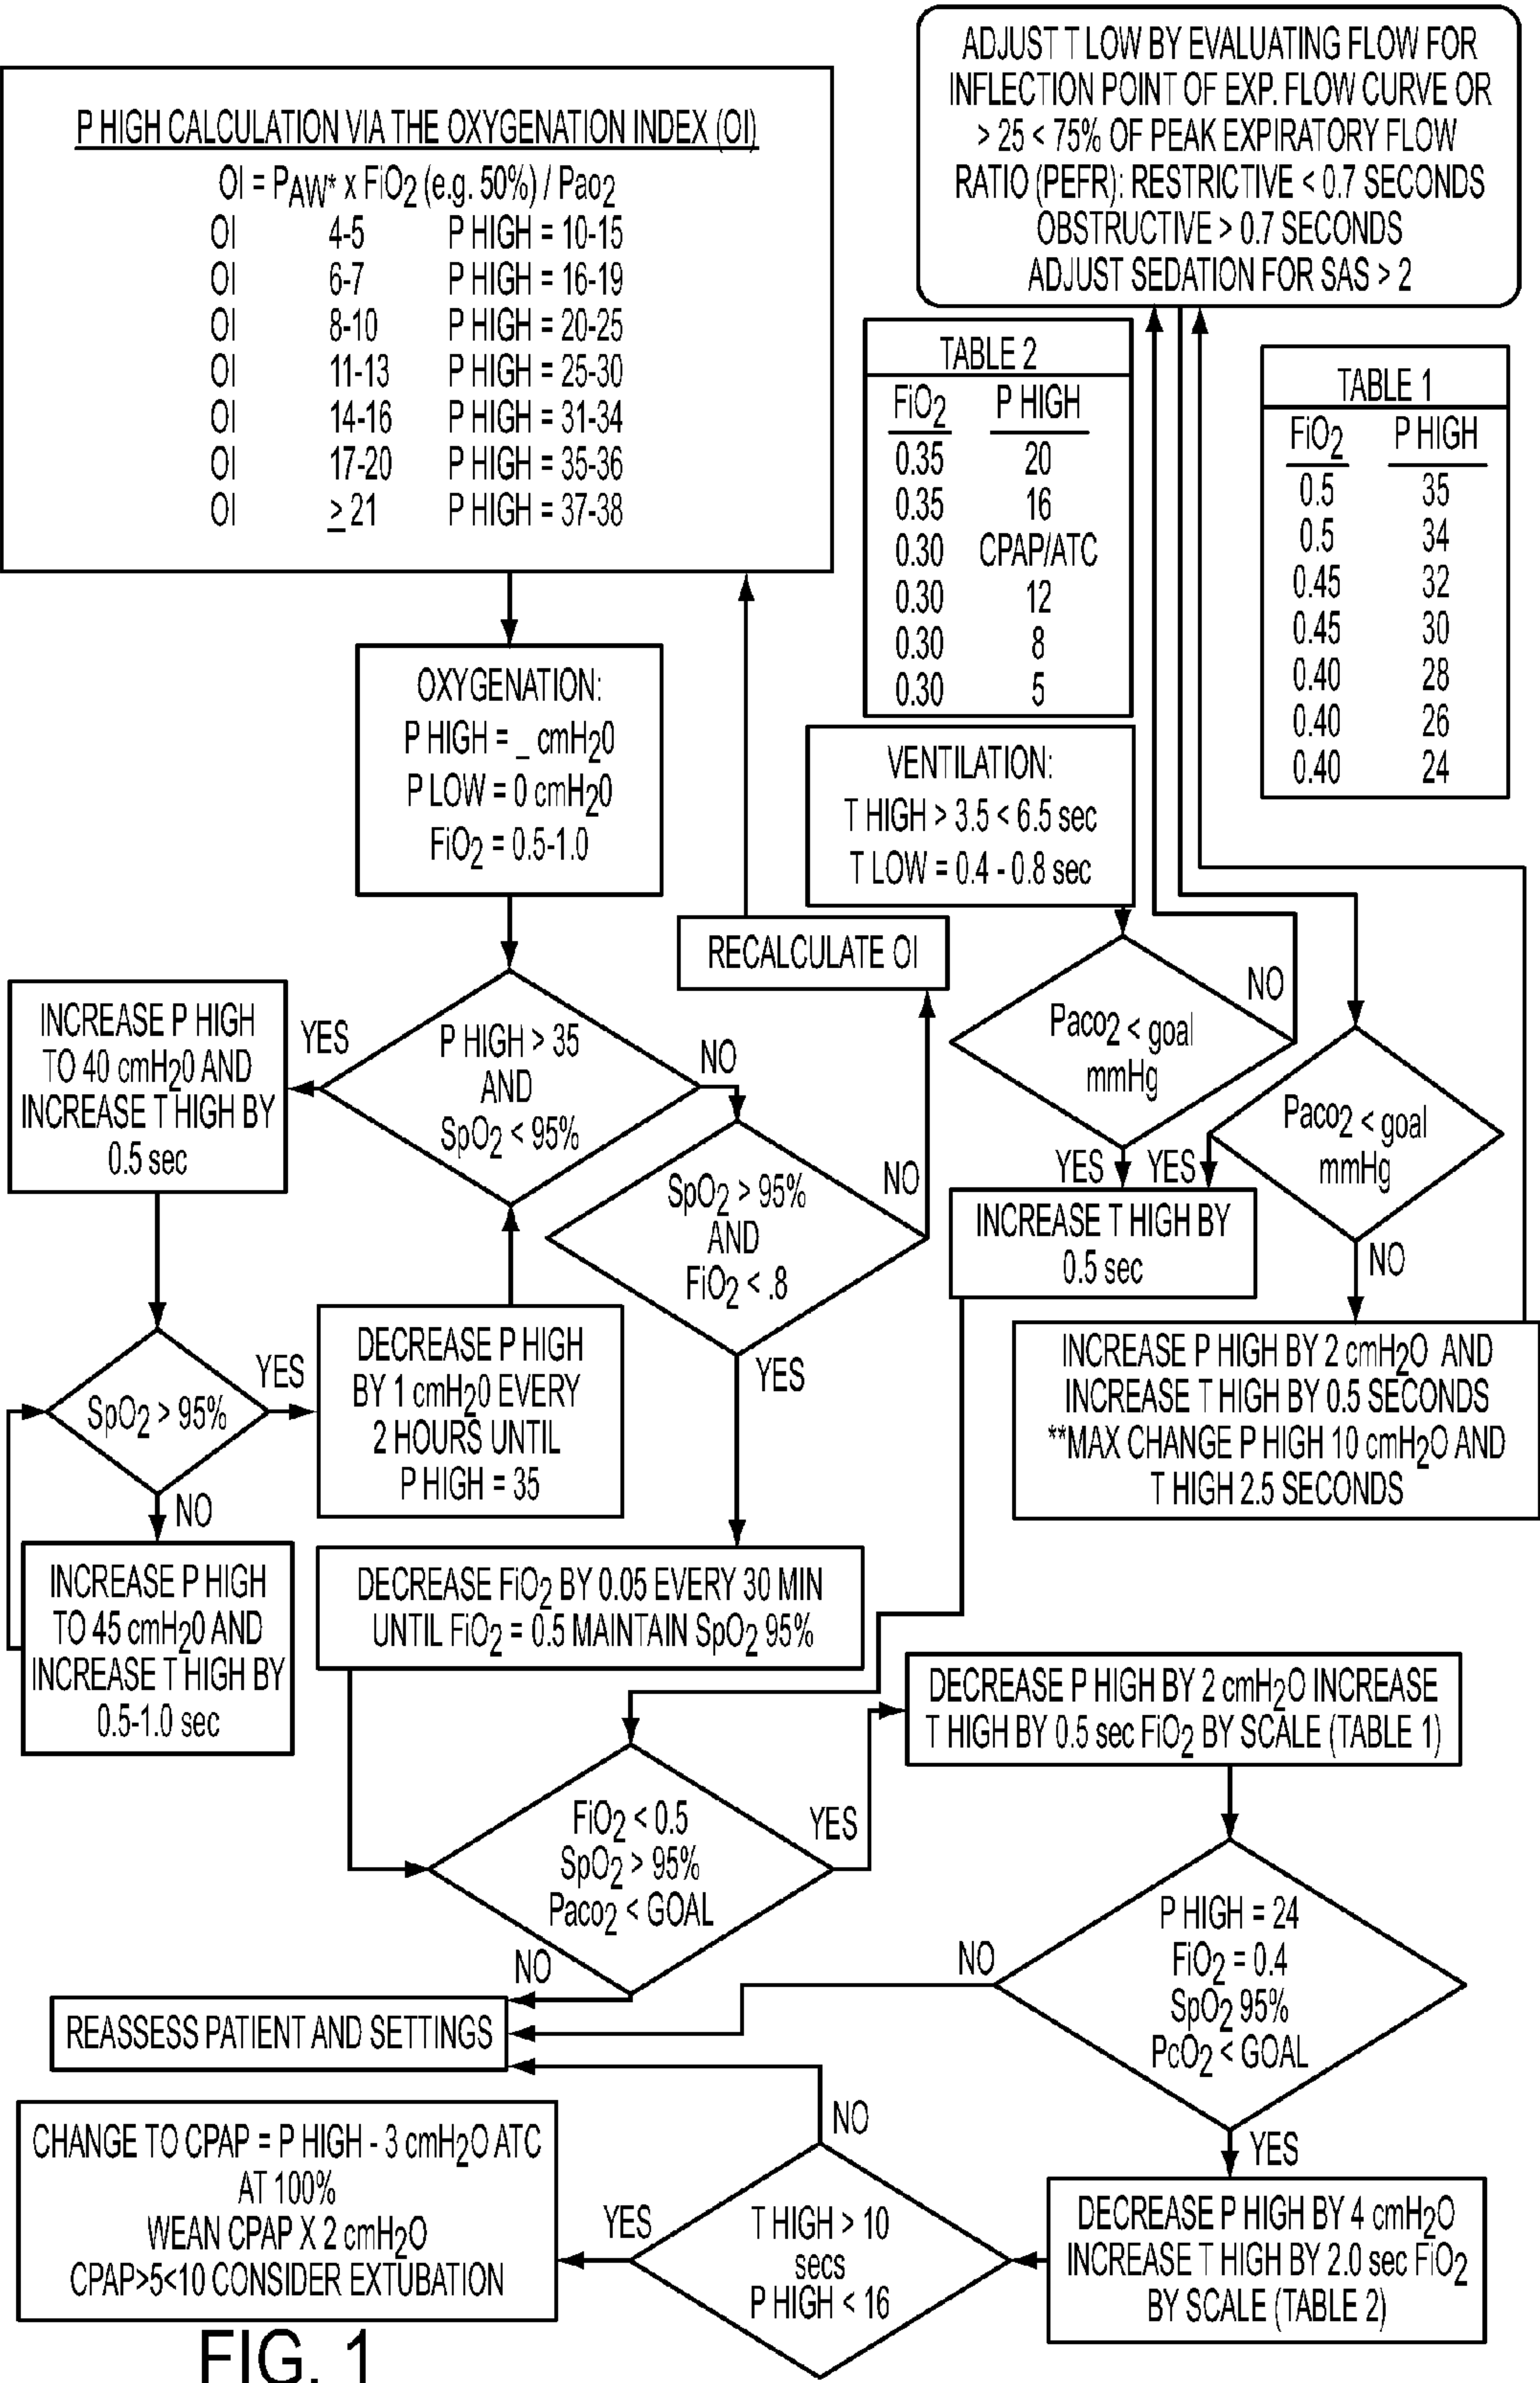 P HIGH CALCULATION VIA THE OXYGENATION INDEX (OI)
OI = PAW* x FiO2 (e.g. 50%) / Pao2
OI 4-5 P HIGH = 10-15
OI 6-7 P HIGH = 16-19
OI 8-10 P HIGH = 20-25
OI 11-13 P HIGH = 25-30
OI 14-16 P HIGH = 31-34
OI 17-20 P HIGH = 35-36
OI ≥ 21 P HIGH = 37-38
ADJUST T LOW BY EVALUATING FLOW FOR
INFLECTION POINT OF EXP. FLOW CURVE OR
> 25 < 75% OF PEAK EXPIRATORY FLOW
RATIO (PEFR): RESTRICTIVE < 0.7 SECONDS
OBSTRUCTIVE > 0.7 SECONDS
ADJUST SEDATION FOR SAS > 2
TABLE 2
FiO2 P HIGH
0.35 20
0.35 16
0.30 CPAP/ATC
0.30 12
0.30 8
0.30 5
TABLE 1
FiO2 P HIGH
0.5 35
0.5 34
0.45 32
0.45 30
0.40 28
0.40 26
0.40 24
OXYGENATION:
P HIGH = _ cmH20
P LOW = 0 cmH20
FiO2 = 0.5-1.0
VENTILATION:
T HIGH > 3.5 < 6.5 sec
T LOW = 0.4 - 0.8 sec
RECALCULATE OI
INCREASE P HIGH
TO 40 cmH20 AND
INCREASE T HIGH BY
0.5 sec
YES
P HIGH > 35
AND
SpO2 < 95%
NO
SpO2 > 95%
AND
FiO2 < .8
NO
YES
Paco2 < goal
mmHg
NO
YES
YES
Paco2 < goal
mmHg
NO
INCREASE T HIGH BY
0.5 sec
INCREASE P HIGH BY 2 cmH2O AND
INCREASE T HIGH BY 0.5 SECONDS
**MAX CHANGE P HIGH 10 cmH2O AND
T HIGH 2.5 SECONDS
SpO2 > 95%
YES
NO
DECREASE P HIGH
BY 1 cmH20 EVERY
2 HOURS UNTIL
P HIGH = 35
INCREASE P HIGH
TO 45 cmH20 AND
INCREASE T HIGH BY
0.5-1.0 sec
DECREASE FiO2 BY 0.05 EVERY 30 MIN
UNTIL FiO2 = 0.5 MAINTAIN SpO2 95%
FiO2 < 0.5
SpO2 > 95%
Paco2 < GOAL
YES
NO
DECREASE P HIGH BY 2 cmH2O INCREASE
T HIGH BY 0.5 sec FiO2 BY SCALE (TABLE 1)
P HIGH = 24
FiO2 = 0.4
SpO2 95%
PcO2 < GOAL
NO
YES
REASSESS PATIENT AND SETTINGS
DECREASE P HIGH BY 4 cmH2O
INCREASE T HIGH BY 2.0 sec FiO2
BY SCALE (TABLE 2)
T HIGH > 10
secs
P HIGH < 16
NO
YES
CHANGE TO CPAP = P HIGH - 3 cmH2O ATC
AT 100%
WEAN CPAP X 2 cmH2O
CPAP>5<10 CONSIDER EXTUBATION
FIG. 1